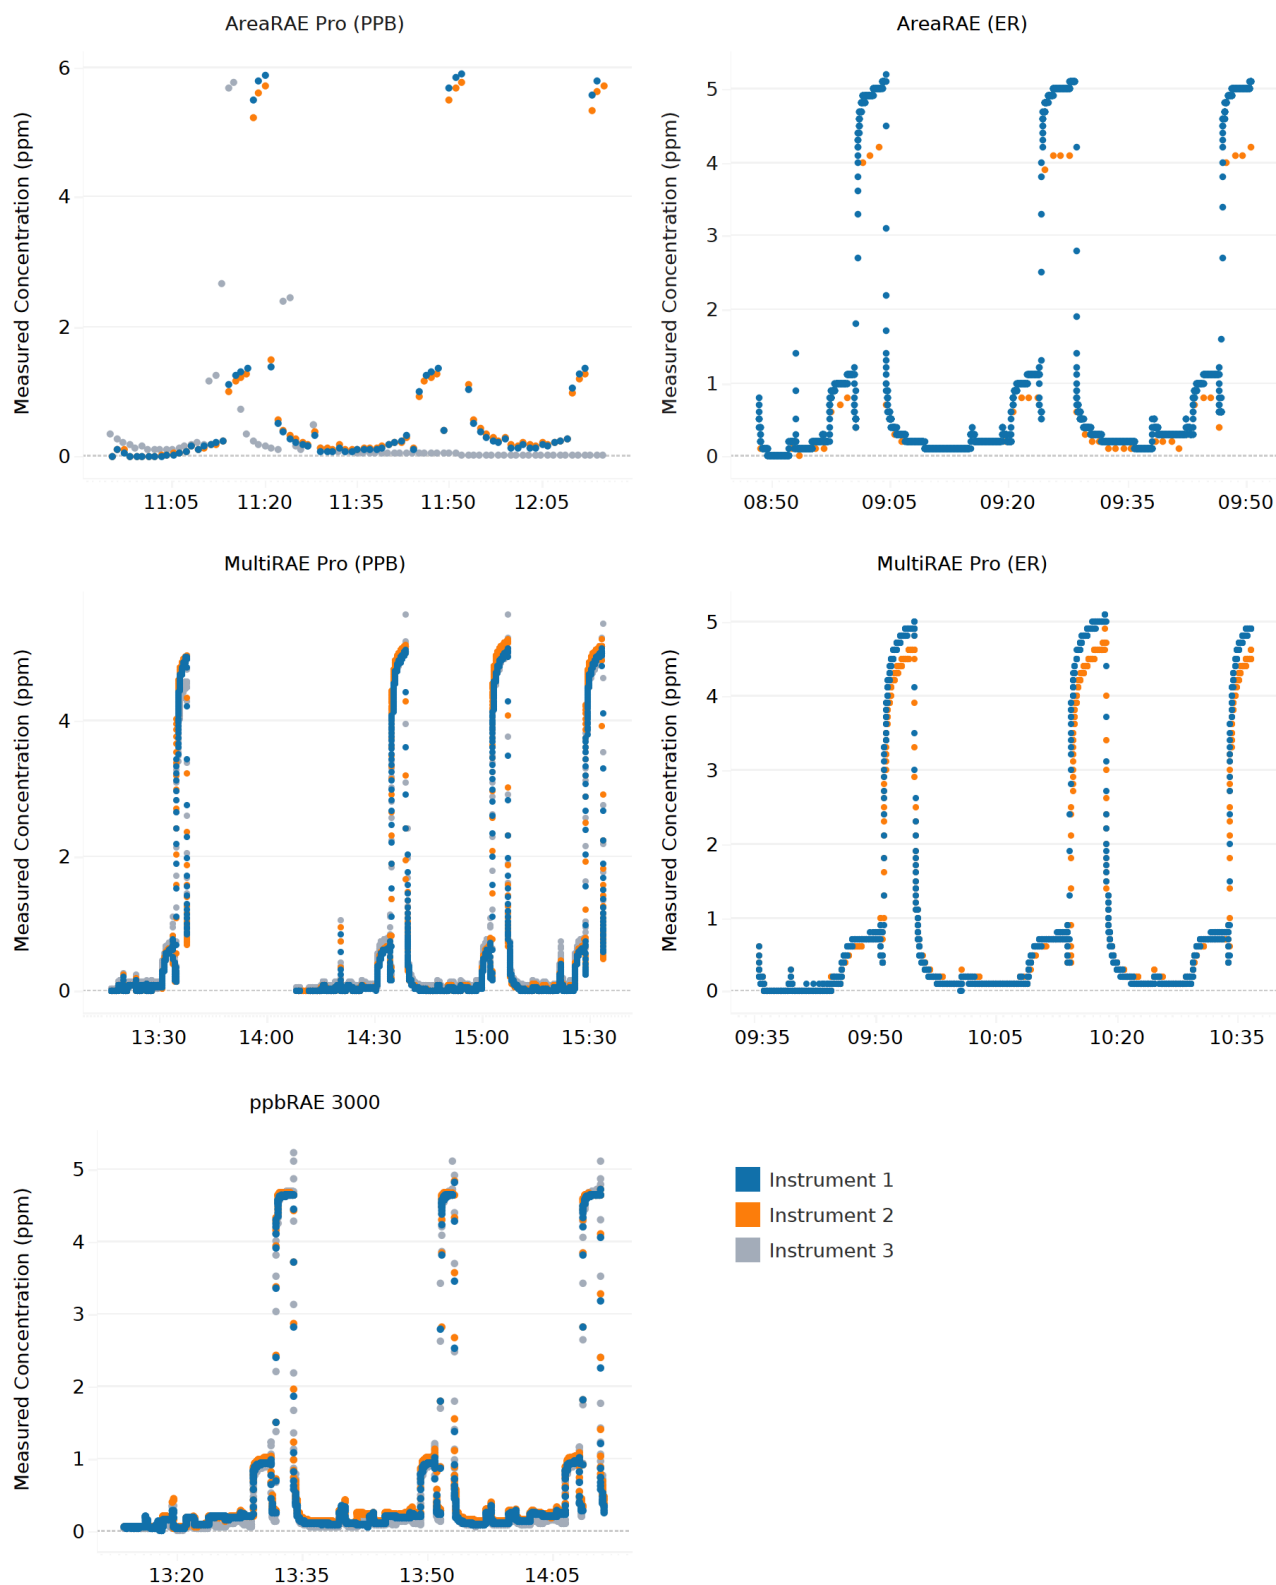 AreaRAE Pro (PPB)
AreaRAE (ER)
Measured Concentration (ppm)
6
4
2
0
11:05 11:20 11:35 11:50 12:05
Measured Concentration (ppm)
5
4
3
2
1
0
08:50 09:05 09:20 09:35 09:50
MultiRAE Pro (PPB)
MultiRAE Pro (ER)
Measured Concentration (ppm)
4
2
0
13:30 14:00 14:30 15:00 15:30
Measured Concentration (ppm)
5
4
3
2
1
0
09:35 09:50 10:05 10:20 10:35
ppbRAE 3000
Measured Concentration (ppm)
5
4
3
2
1
0
13:20 13:35 13:50 14:05
Instrument 1
Instrument 2
Instrument 3